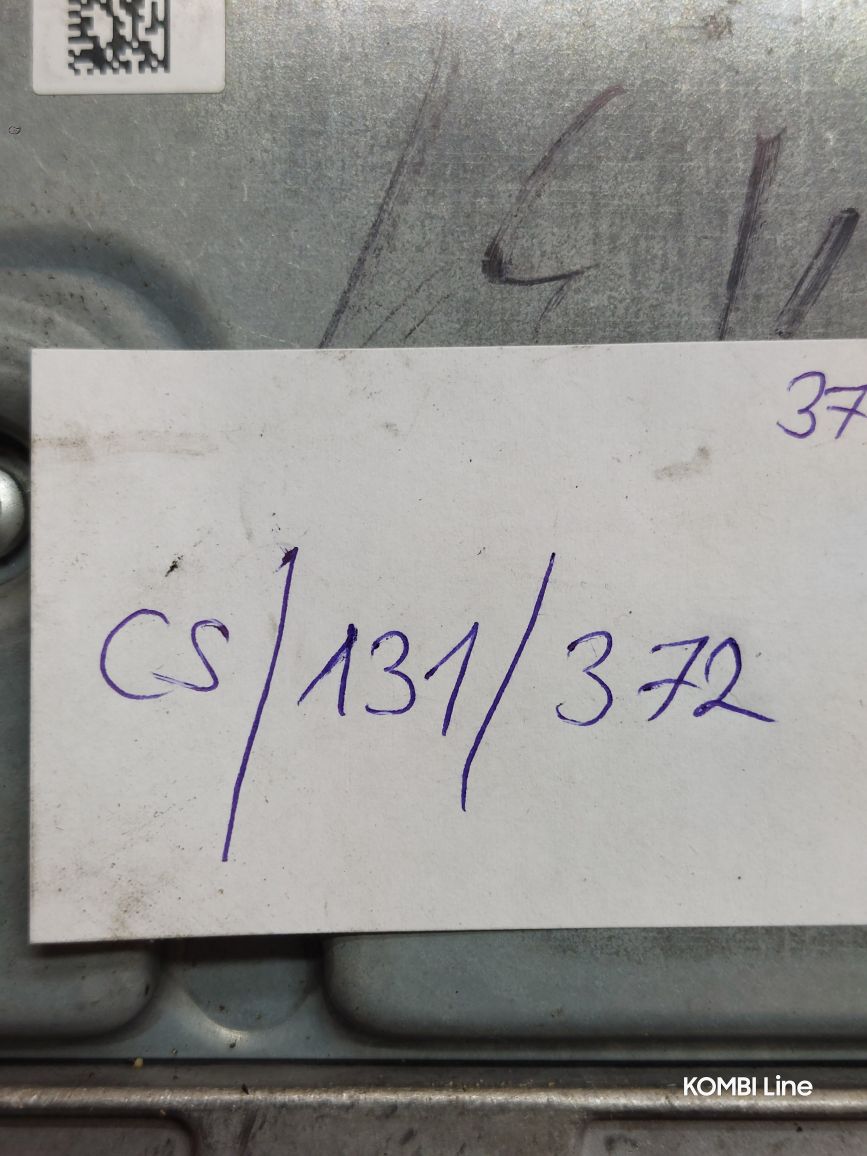 37
CS/131/372
KOMBI Line